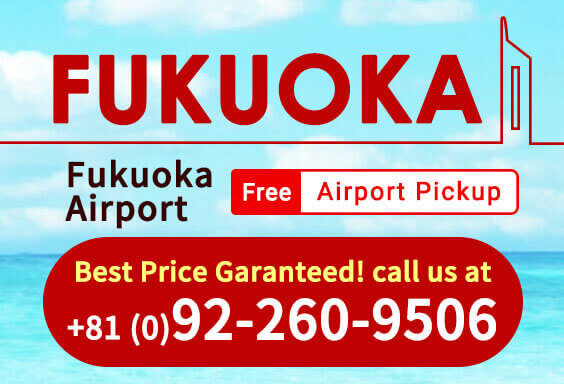 FUKUOKA
Fukuoka
Airport
Free Airport Pickup
Best Price Garanteed! call us at
+81 (0)92-260-9506